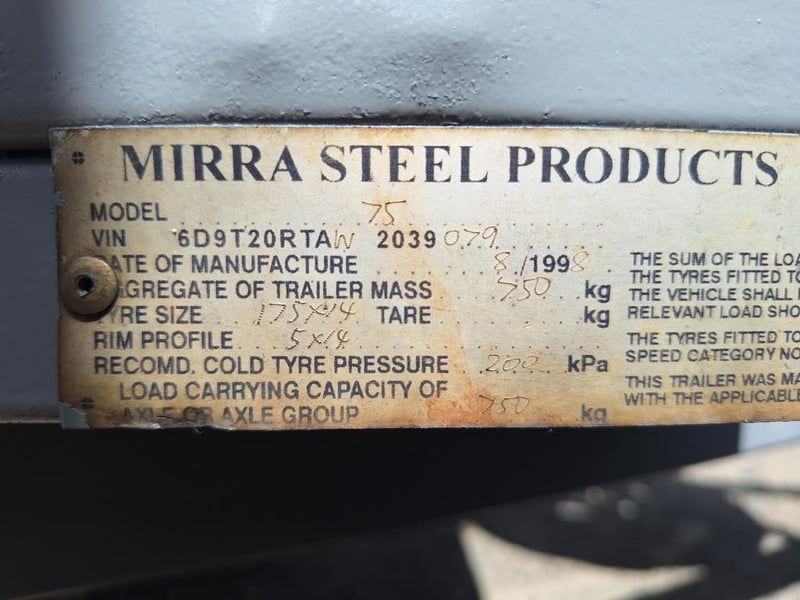 MIRRA STEEL PRODUCTS
MODEL 75
VIN 6D9T20RTAW 2039079
DATE OF MANUFACTURE 8/1998
AGGREGATE OF TRAILER MASS 750 kg
TYRE SIZE 175X14 TARE kg
RIM PROFILE 5X14
RECOMD. COLD TYRE PRESSURE 200 kPa
LOAD CARRYING CAPACITY OF
AXLE OR AXLE GROUP 750 kg
THE SUM OF THE LOA
THE TYRES FITTED TO
THE VEHICLE SHALL
RELEVANT LOAD SHO
THE TYRES FITTED TO
SPEED CATEGORY NO
THIS TRAILER WAS MA
WITH THE APPLICABLE